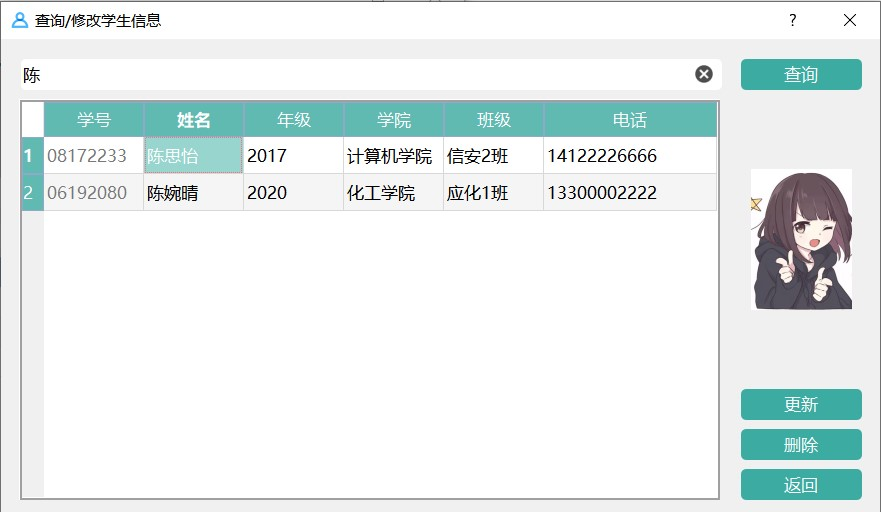 查询/修改学生信息 ?
陈 查询
学号 姓名 年级 学院 班级 电话
1 08172233 陈思怡 2017 计算机学院 信安2班 14122226666
2 06192080 陈婉晴 2020 化工学院 应化1班 13300002222
更新
删除
返回